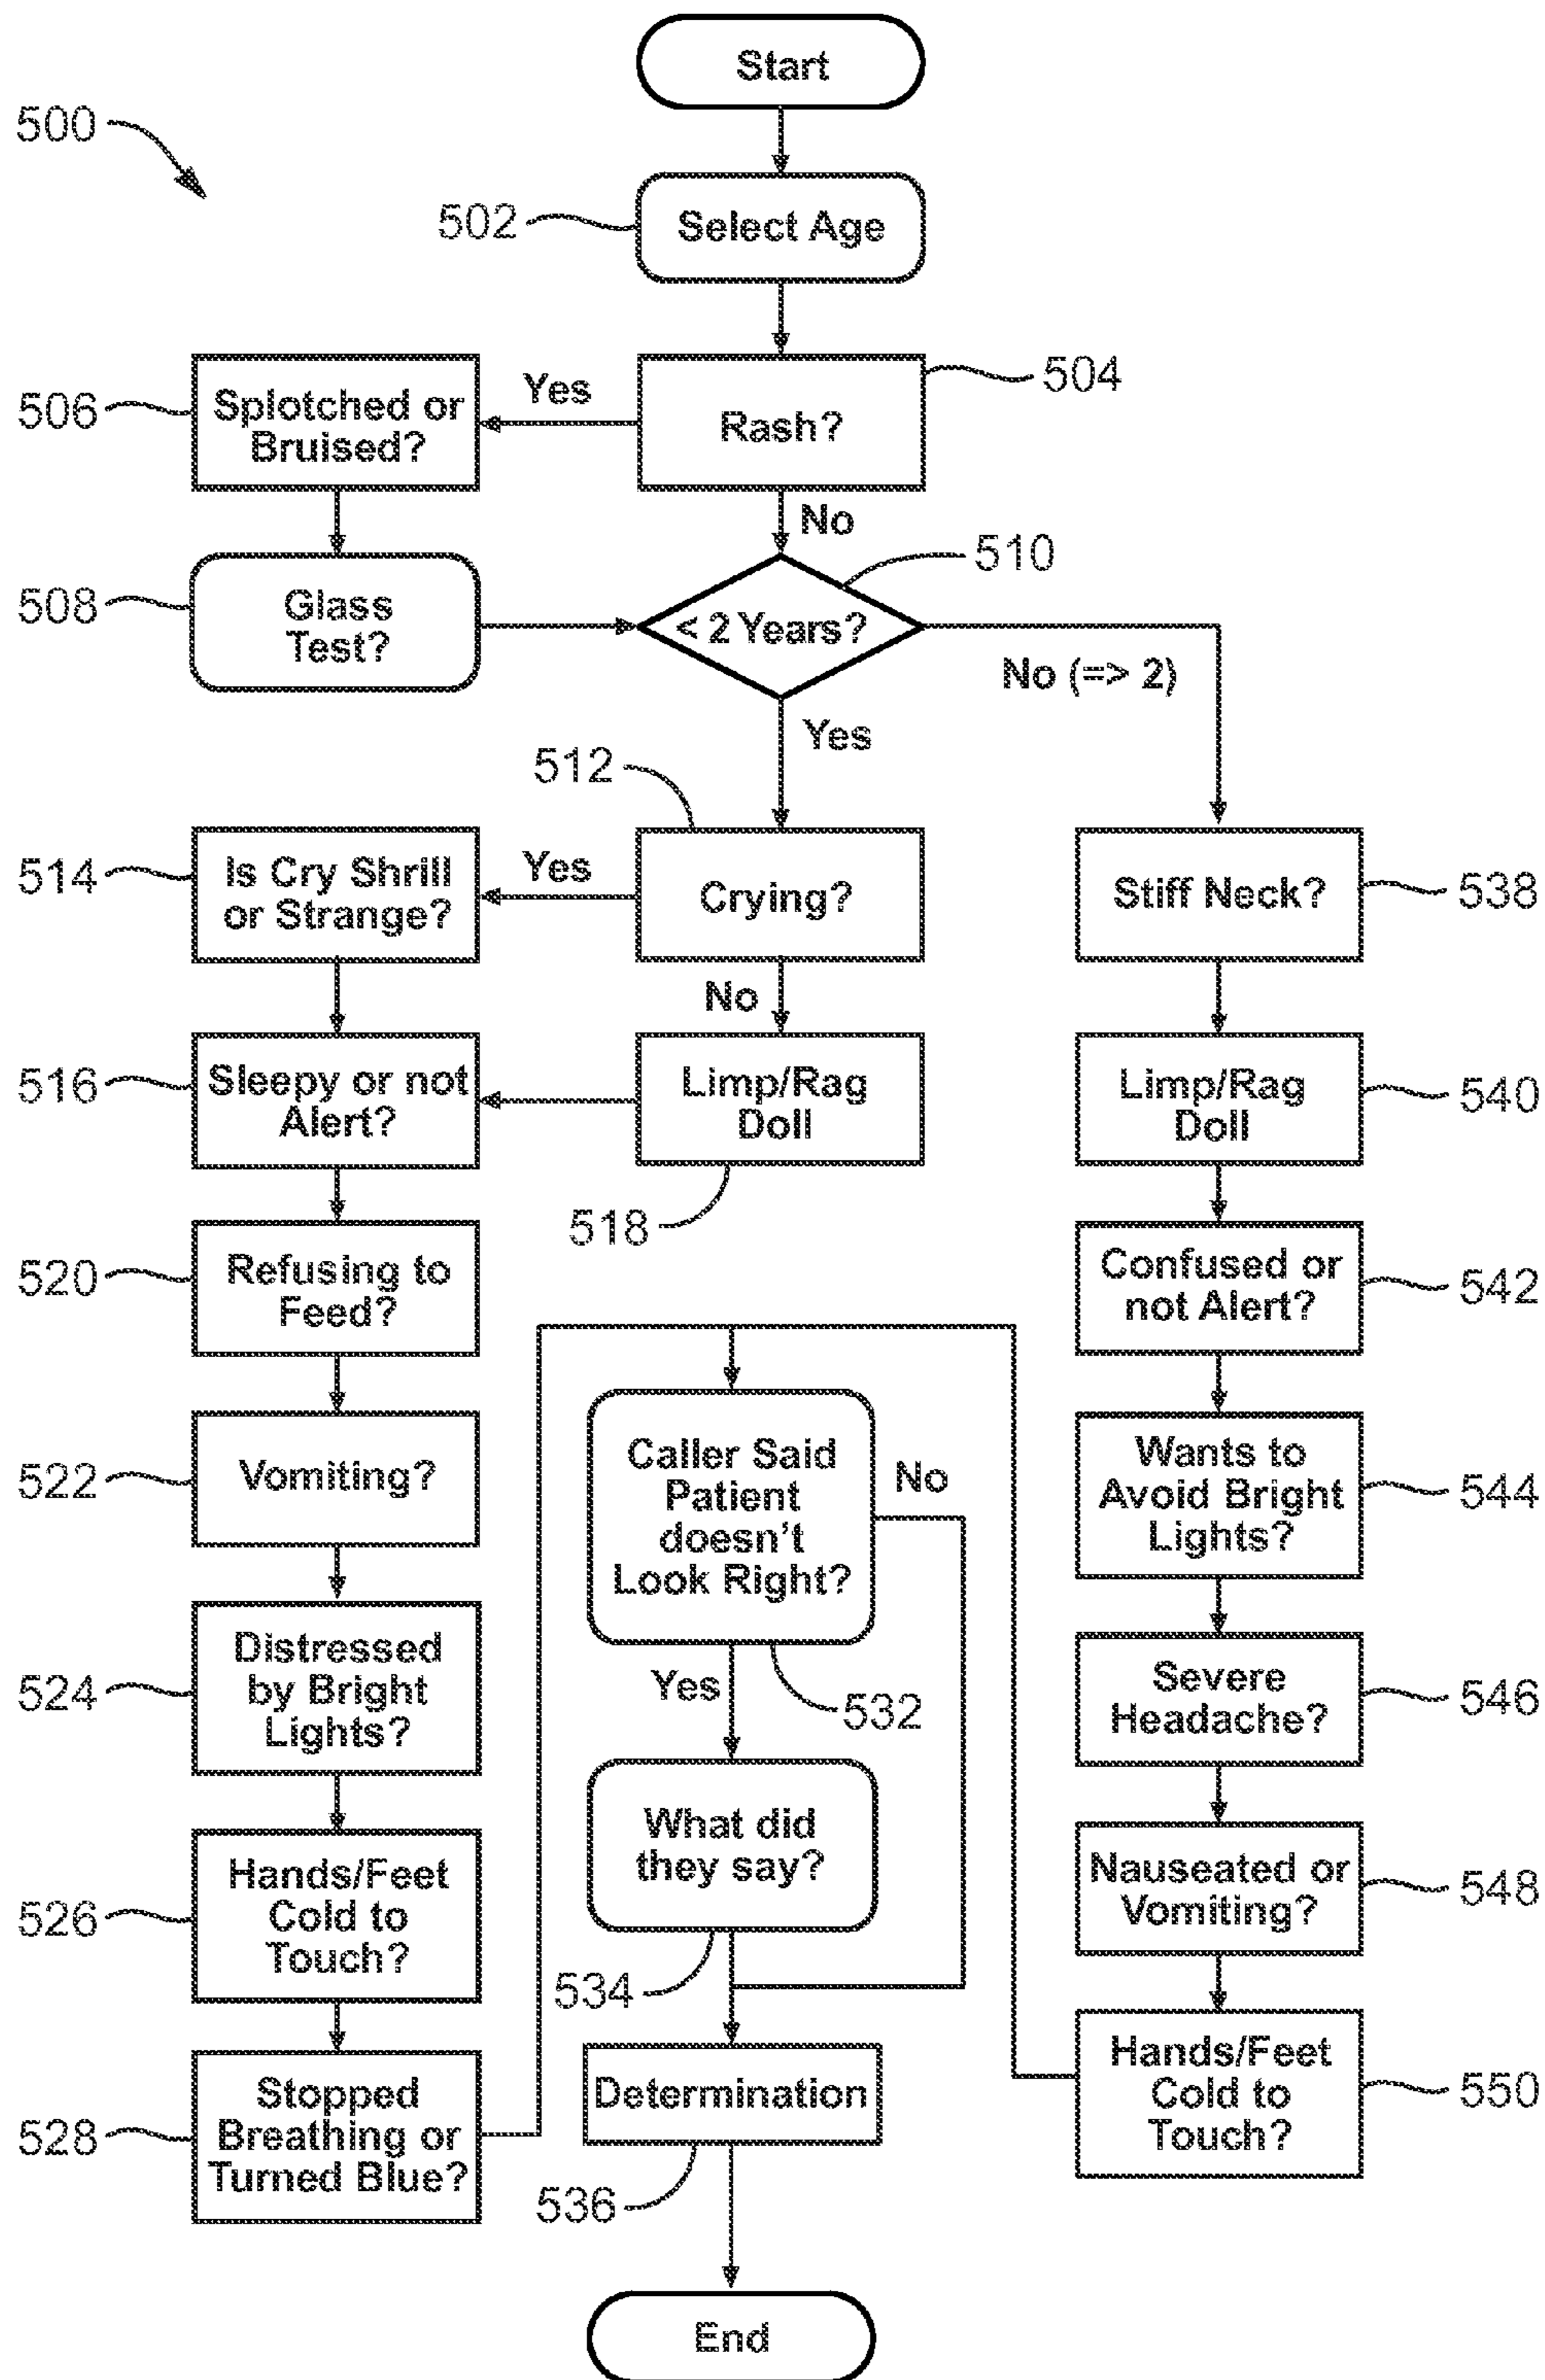 Start
500
502
Select Age
506
Splotched or
Bruised?
Yes
Rash?
504
No
508
Glass
Test?
510
< 2 Years?
No (=> 2)
Yes
512
514
Is Cry Shrill
or Strange?
Yes
Crying?
Stiff Neck?
538
No
516
Sleepy or not
Alert?
Limp/Rag
Doll
518
Limp/Rag
Doll
540
520
Refusing to
Feed?
Confused or
not Alert?
542
522
Vomiting?
Caller Said
Patient
doesn't
Look Right?
No
Wants to
Avoid Bright
Lights?
544
524
Distressed
by Bright
Lights?
Yes
532
Severe
Headache?
546
526
Hands/Feet
Cold to
Touch?
What did
they say?
534
Nauseated or
Vomiting?
548
528
Stopped
Breathing or
Turned Blue?
Determination
536
Hands/Feet
Cold to
Touch?
550
End